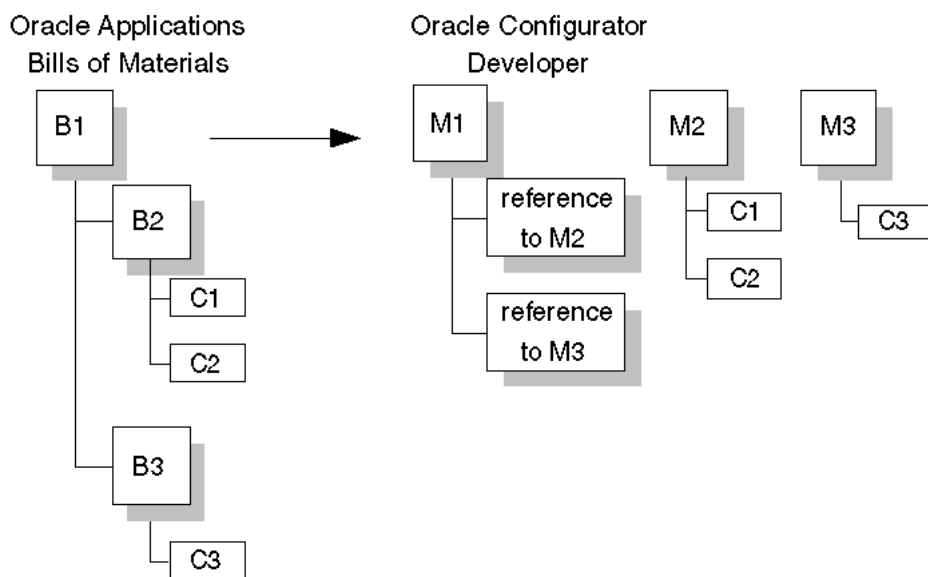 Oracle Applications
Bills of Materials
B1
B2
C1
C2
B3
C3
Oracle Configurator
Developer
M1
reference
to M2
reference
to M3
M2
C1
C2
M3
C3